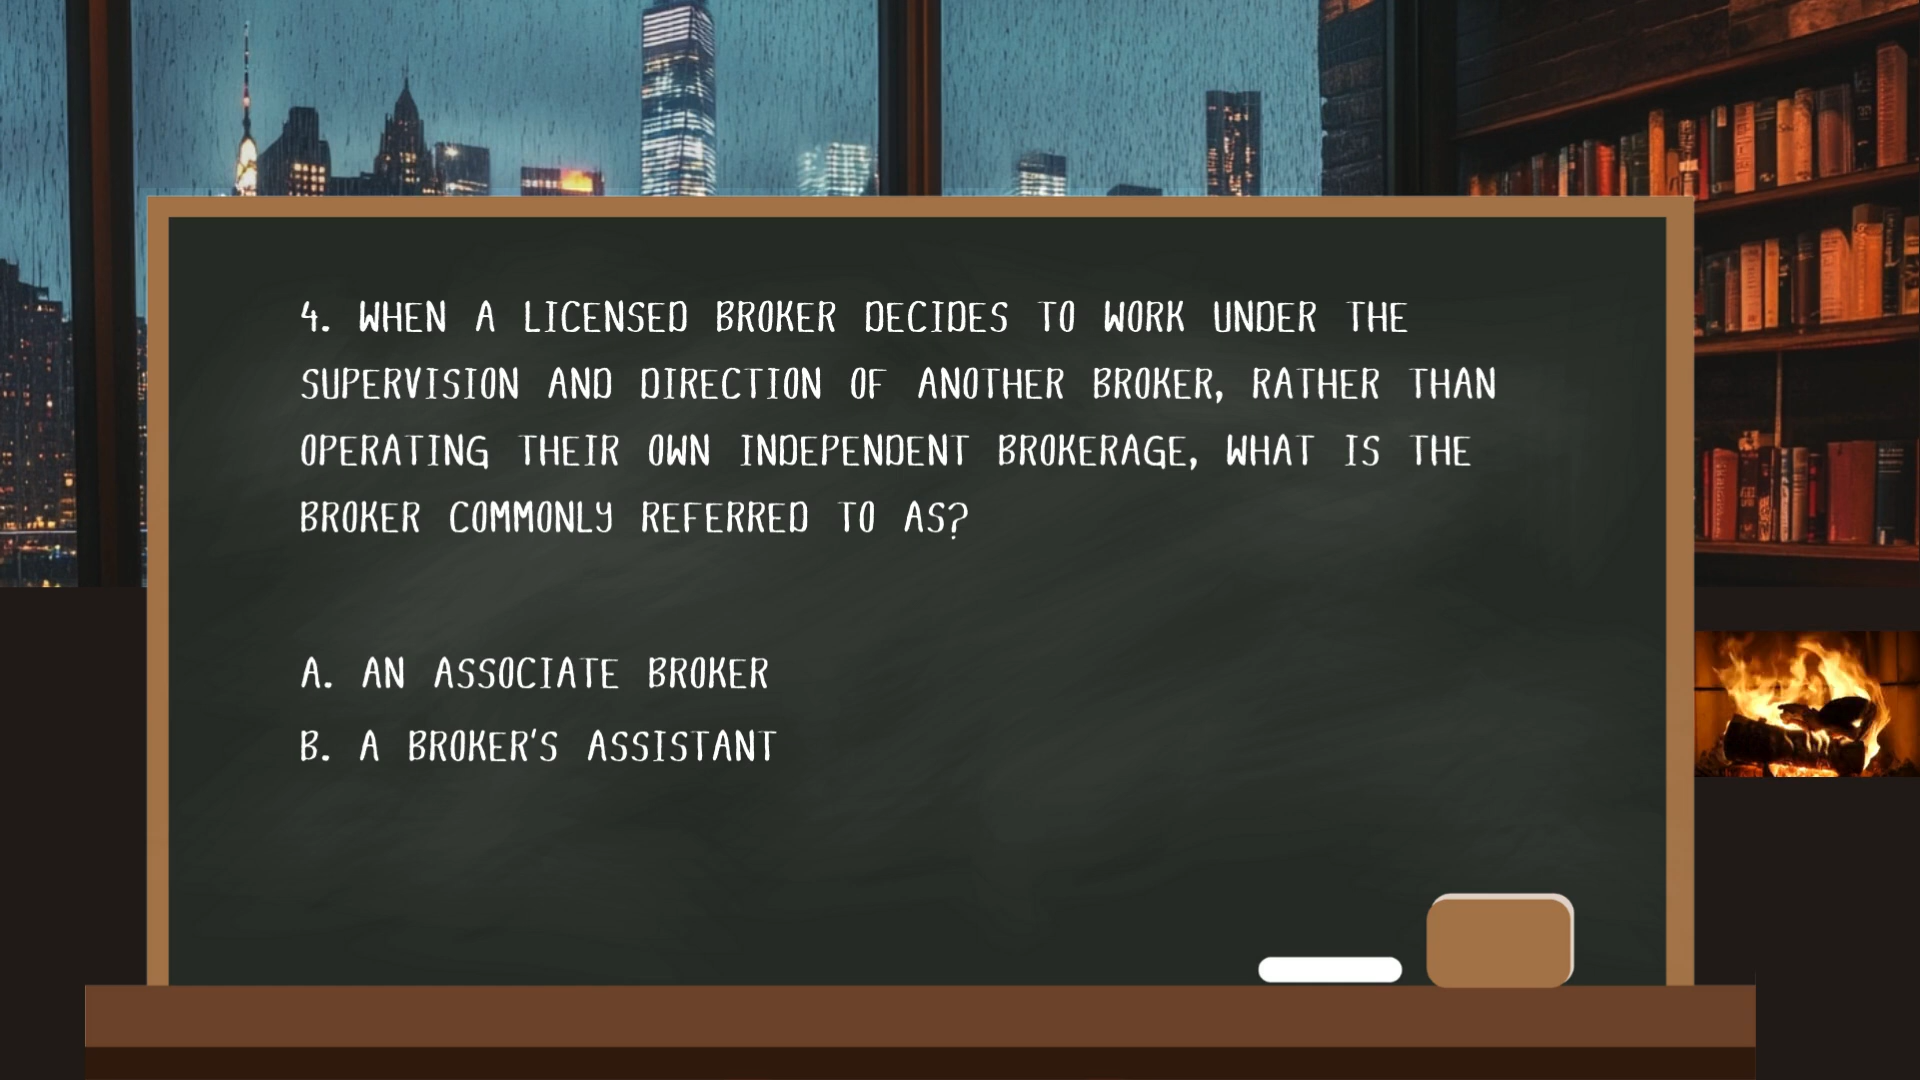 4. WHEN A LICENSED BROKER DECIDES TO WORK UNDER THE
SUPERVISION AND DIRECTION OF ANOTHER BROKER, RATHER THAN
OPERATING THEIR OWN INDEPENDENT BROKERAGE, WHAT IS THE
BROKER COMMONLY REFERRED TO AS?
A. AN ASSOCIATE BROKER
B. A BROKER'S ASSISTANT